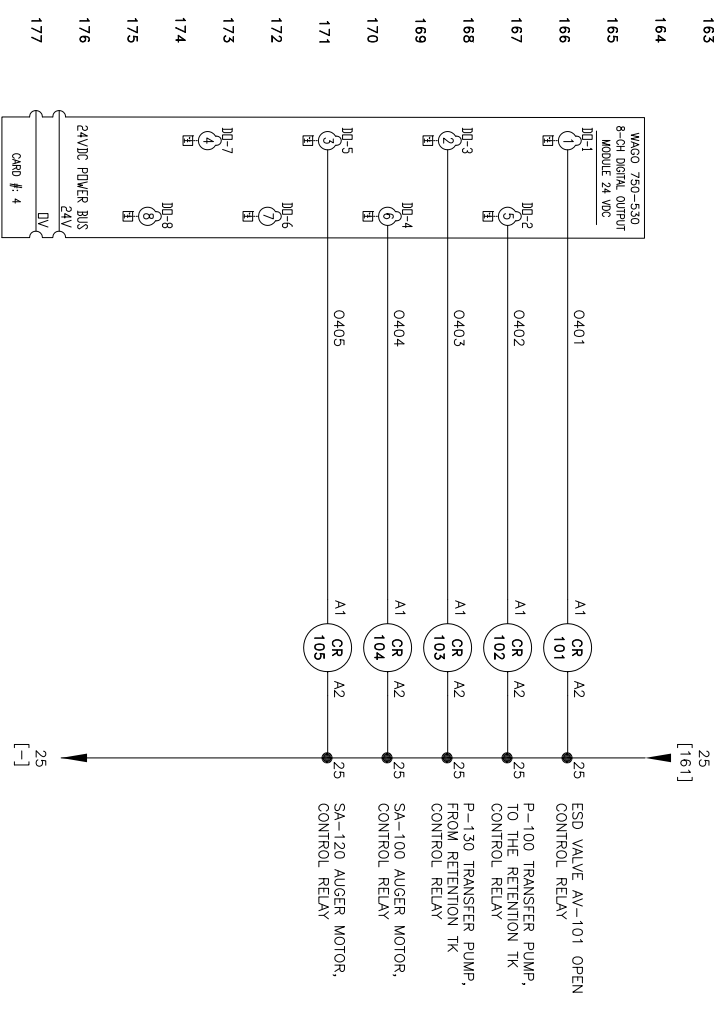 163
164
165
166
167
168
169
170
171
172
173
174
175
176
177
WAGO 750-530
8-CH DIGITAL OUTPUT
MODULE 24 VDC
DO-1
1
O401
A1
CR
101
A2
25
ESD VALVE AV-101 OPEN
CONTROL RELAY
DO-2
5
O402
A1
CR
102
A2
25
P-100 TRANSFER PUMP,
TO THE RETENTION TK
CONTROL RELAY
DO-3
2
O403
A1
CR
103
A2
25
P-130 TRANSFER PUMP,
FROM RETENTION TK
CONTROL RELAY
DO-4
6
O404
A1
CR
104
A2
25
SA-100 AUGER MOTOR,
CONTROL RELAY
DO-5
3
O405
A1
CR
105
A2
25
SA-120 AUGER MOTOR,
CONTROL RELAY
DO-6
7
DO-7
4
DO-8
8
24VDC POWER BUS
24V
0V
CARD #: 4
25
[161]
25
[-]